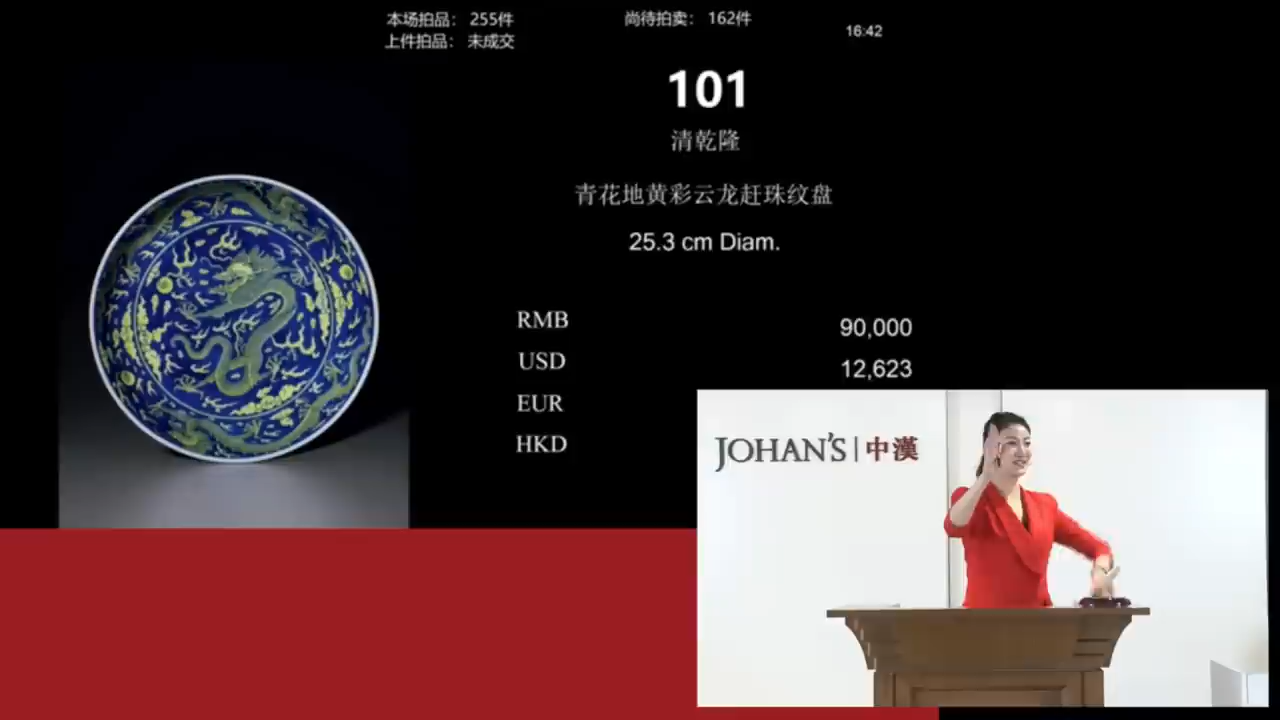 本场拍品： 255件
尚待拍卖： 162件
上件拍品： 未成交
16:42
101
清乾隆
青花地黄彩云龙赶珠纹盘
25.3 cm Diam.
RMB 90,000
USD 12,623
EUR
HKD
JOHAN'S | 中漢